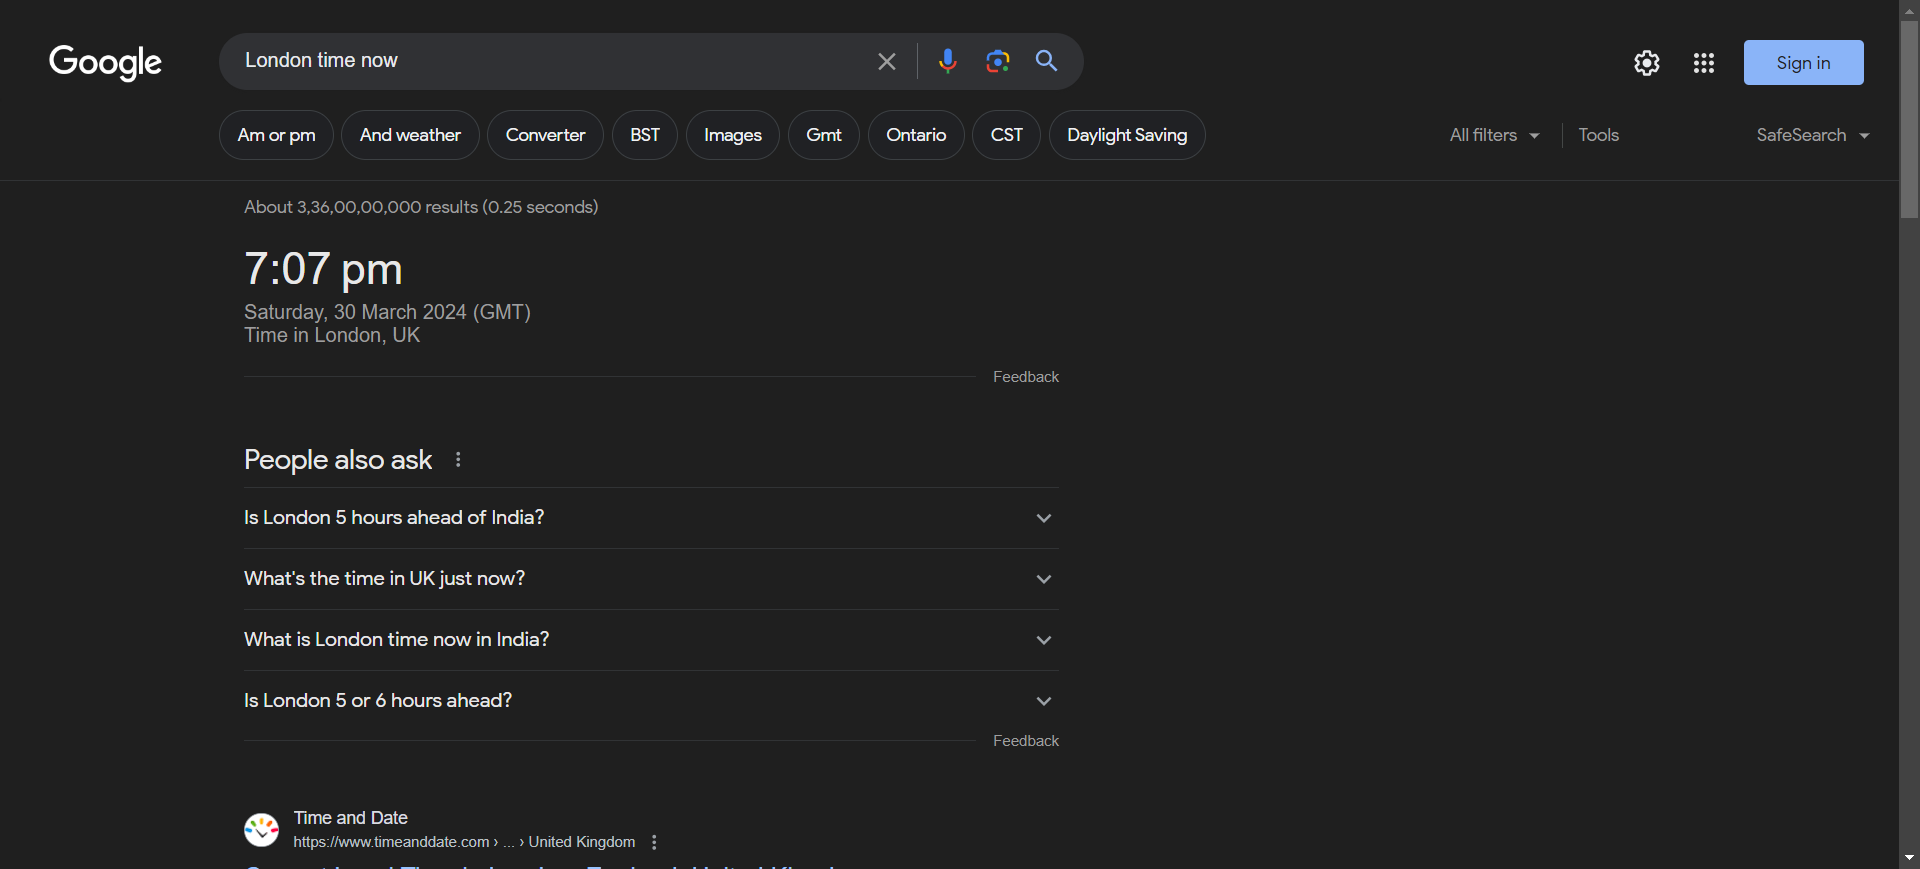 Google
London time now
Sign in
Am or pm
And weather
Converter
BST
Images
Gmt
Ontario
CST
Daylight Saving
All filters
Tools
SafeSearch
About 3,36,00,00,000 results (0.25 seconds)
7:07 pm
Saturday, 30 March 2024 (GMT)
Time in London, UK
Feedback
People also ask
Is London 5 hours ahead of India?
What's the time in UK just now?
What is London time now in India?
Is London 5 or 6 hours ahead?
Feedback
Time and Date
https://www.timeanddate.com › ... › United Kingdom